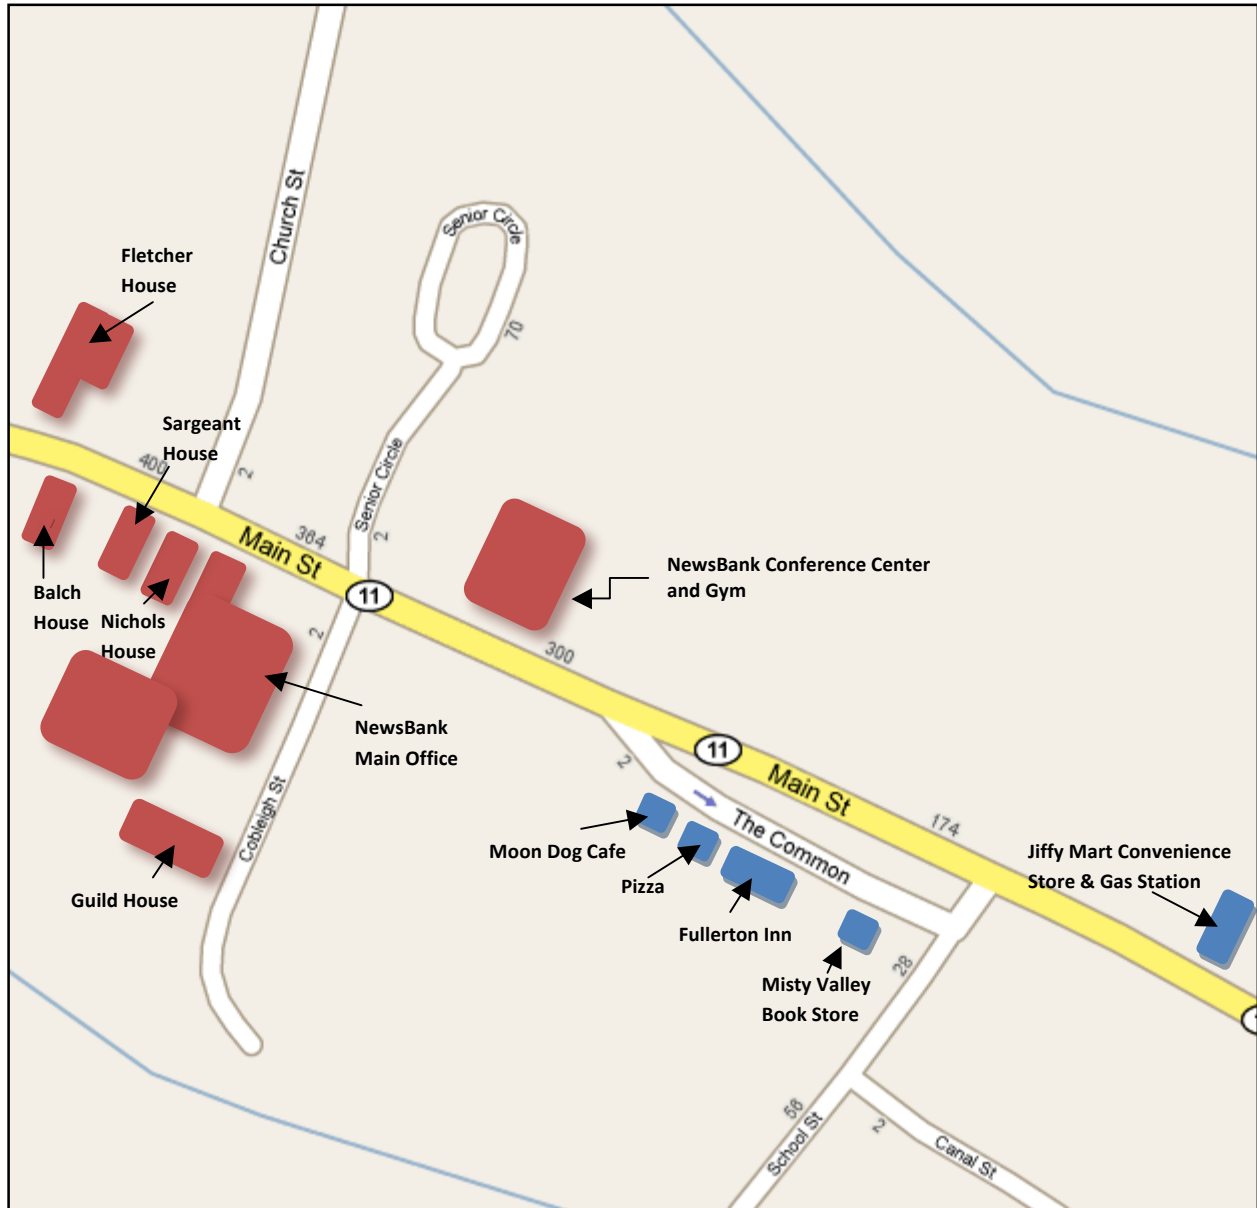 Church St
Senior Circle
Fletcher
House
70
Sargeant
House
400
2
Senior Circle
2
364
Main St
11
NewsBank Conference Center
and Gym
Balch
House
Nichols
House
2
300
NewsBank
Main Office
11
Main St
2
The Common
174
Cobleigh St
Moon Dog Cafe
Pizza
Jiffy Mart Convenience
Store & Gas Station
Guild House
Fullerton Inn
28
Misty Valley
Book Store
58
School St
2
Canal St